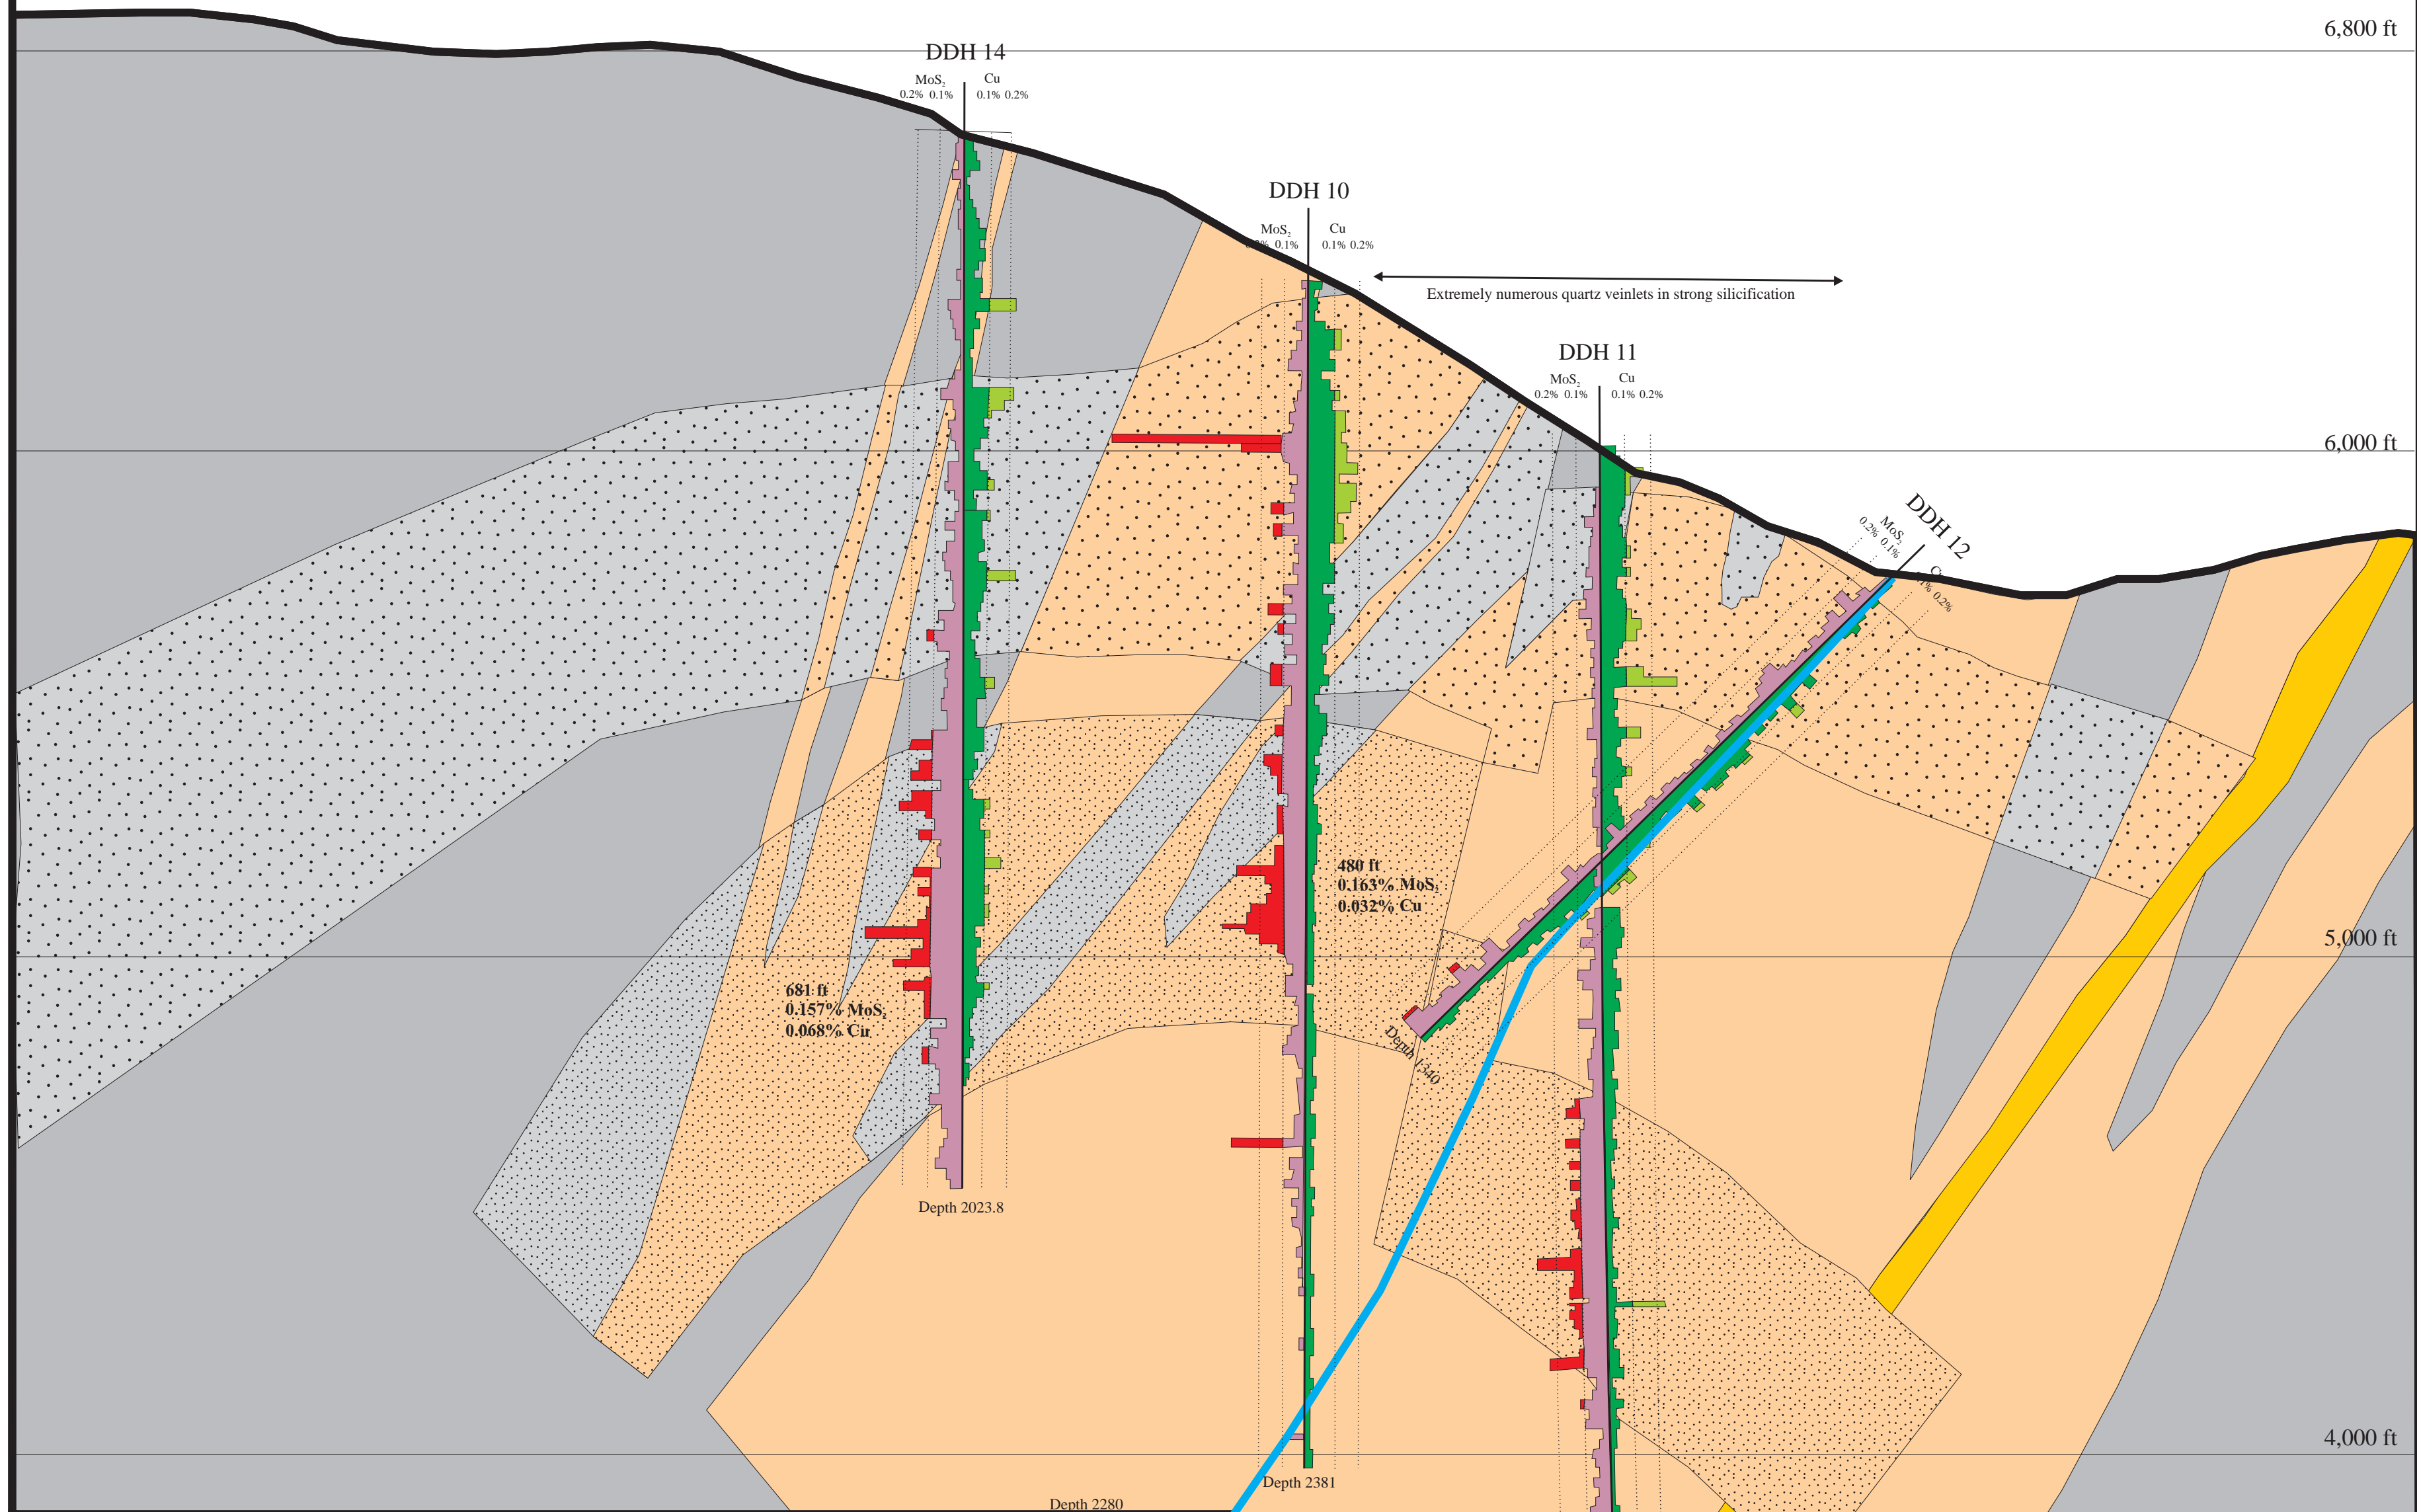 6,800 ft
DDH 14
MoS₂ Cu
0.2% 0.1% 0.1% 0.2%
DDH 10
MoS₂ Cu
0.1% 0.1% 0.2%
Extremely numerous quartz veinlets in strong silicification
DDH 11
MoS₂ Cu
0.2% 0.1% 0.1% 0.2%
6,000 ft
DDH 12
MoS₂
0.2% 0.1%
0.2%
480 ft
0.163% MoS₂
0.032% Cu
5,000 ft
681 ft
0.157% MoS₂
0.068% Cu
Depth 1340
Depth 2023.8
4,000 ft
Depth 2381
Depth 2280